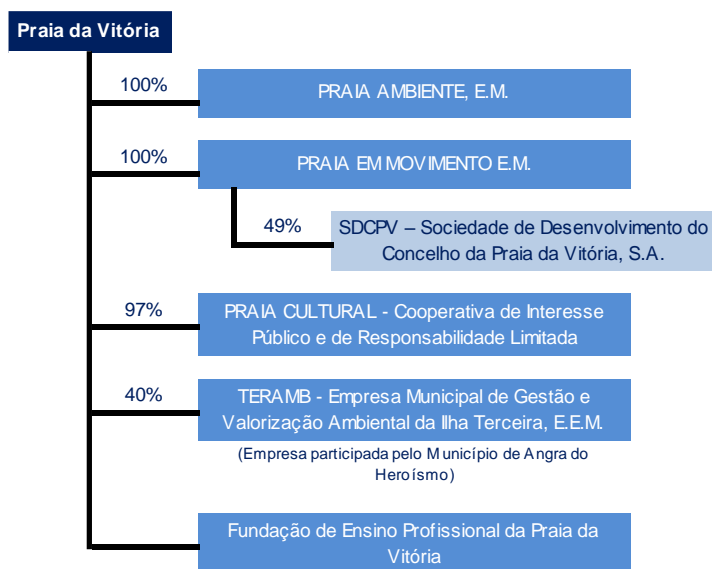 Praia da Vitória
100%
PRAIA AMBIENTE, E.M.
100%
PRAIA EM MOVIMENTO E.M.
49%
SDCPV – Sociedade de Desenvolvimento do
Concelho da Praia da Vitória, S.A.
97%
PRAIA CULTURAL - Cooperativa de Interesse
Público e de Responsabilidade Limitada
40%
TERAMB - Empresa Municipal de Gestão e
Valorização Ambiental da Ilha Terceira, E.E.M.
(Empresa participada pelo Município de Angra do
Heroísmo)
Fundação de Ensino Profissional da Praia da
Vitória